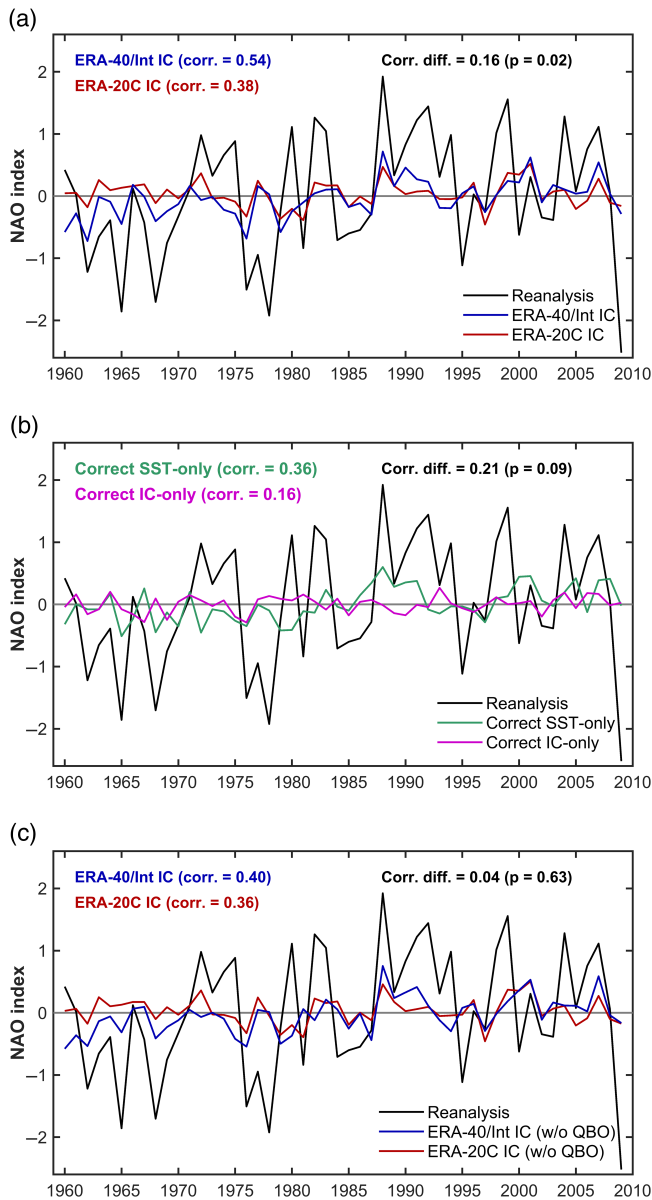 (a)
ERA-40/Int IC (corr. = 0.54)
Corr. diff. = 0.16 (p = 0.02)
ERA-20C IC (corr. = 0.38)
2
1
0
−1
−2
NAO index
Reanalysis
ERA-40/Int IC
ERA-20C IC
1960 1965 1970 1975 1980 1985 1990 1995 2000 2005 2010
(b)
Correct SST-only (corr. = 0.36)
Corr. diff. = 0.21 (p = 0.09)
Correct IC-only (corr. = 0.16)
2
1
0
−1
−2
NAO index
Reanalysis
Correct SST-only
Correct IC-only
1960 1965 1970 1975 1980 1985 1990 1995 2000 2005 2010
(c)
ERA-40/Int IC (corr. = 0.40)
Corr. diff. = 0.04 (p = 0.63)
ERA-20C IC (corr. = 0.36)
2
1
0
−1
−2
NAO index
Reanalysis
ERA-40/Int IC (w/o QBO)
ERA-20C IC (w/o QBO)
1960 1965 1970 1975 1980 1985 1990 1995 2000 2005 2010